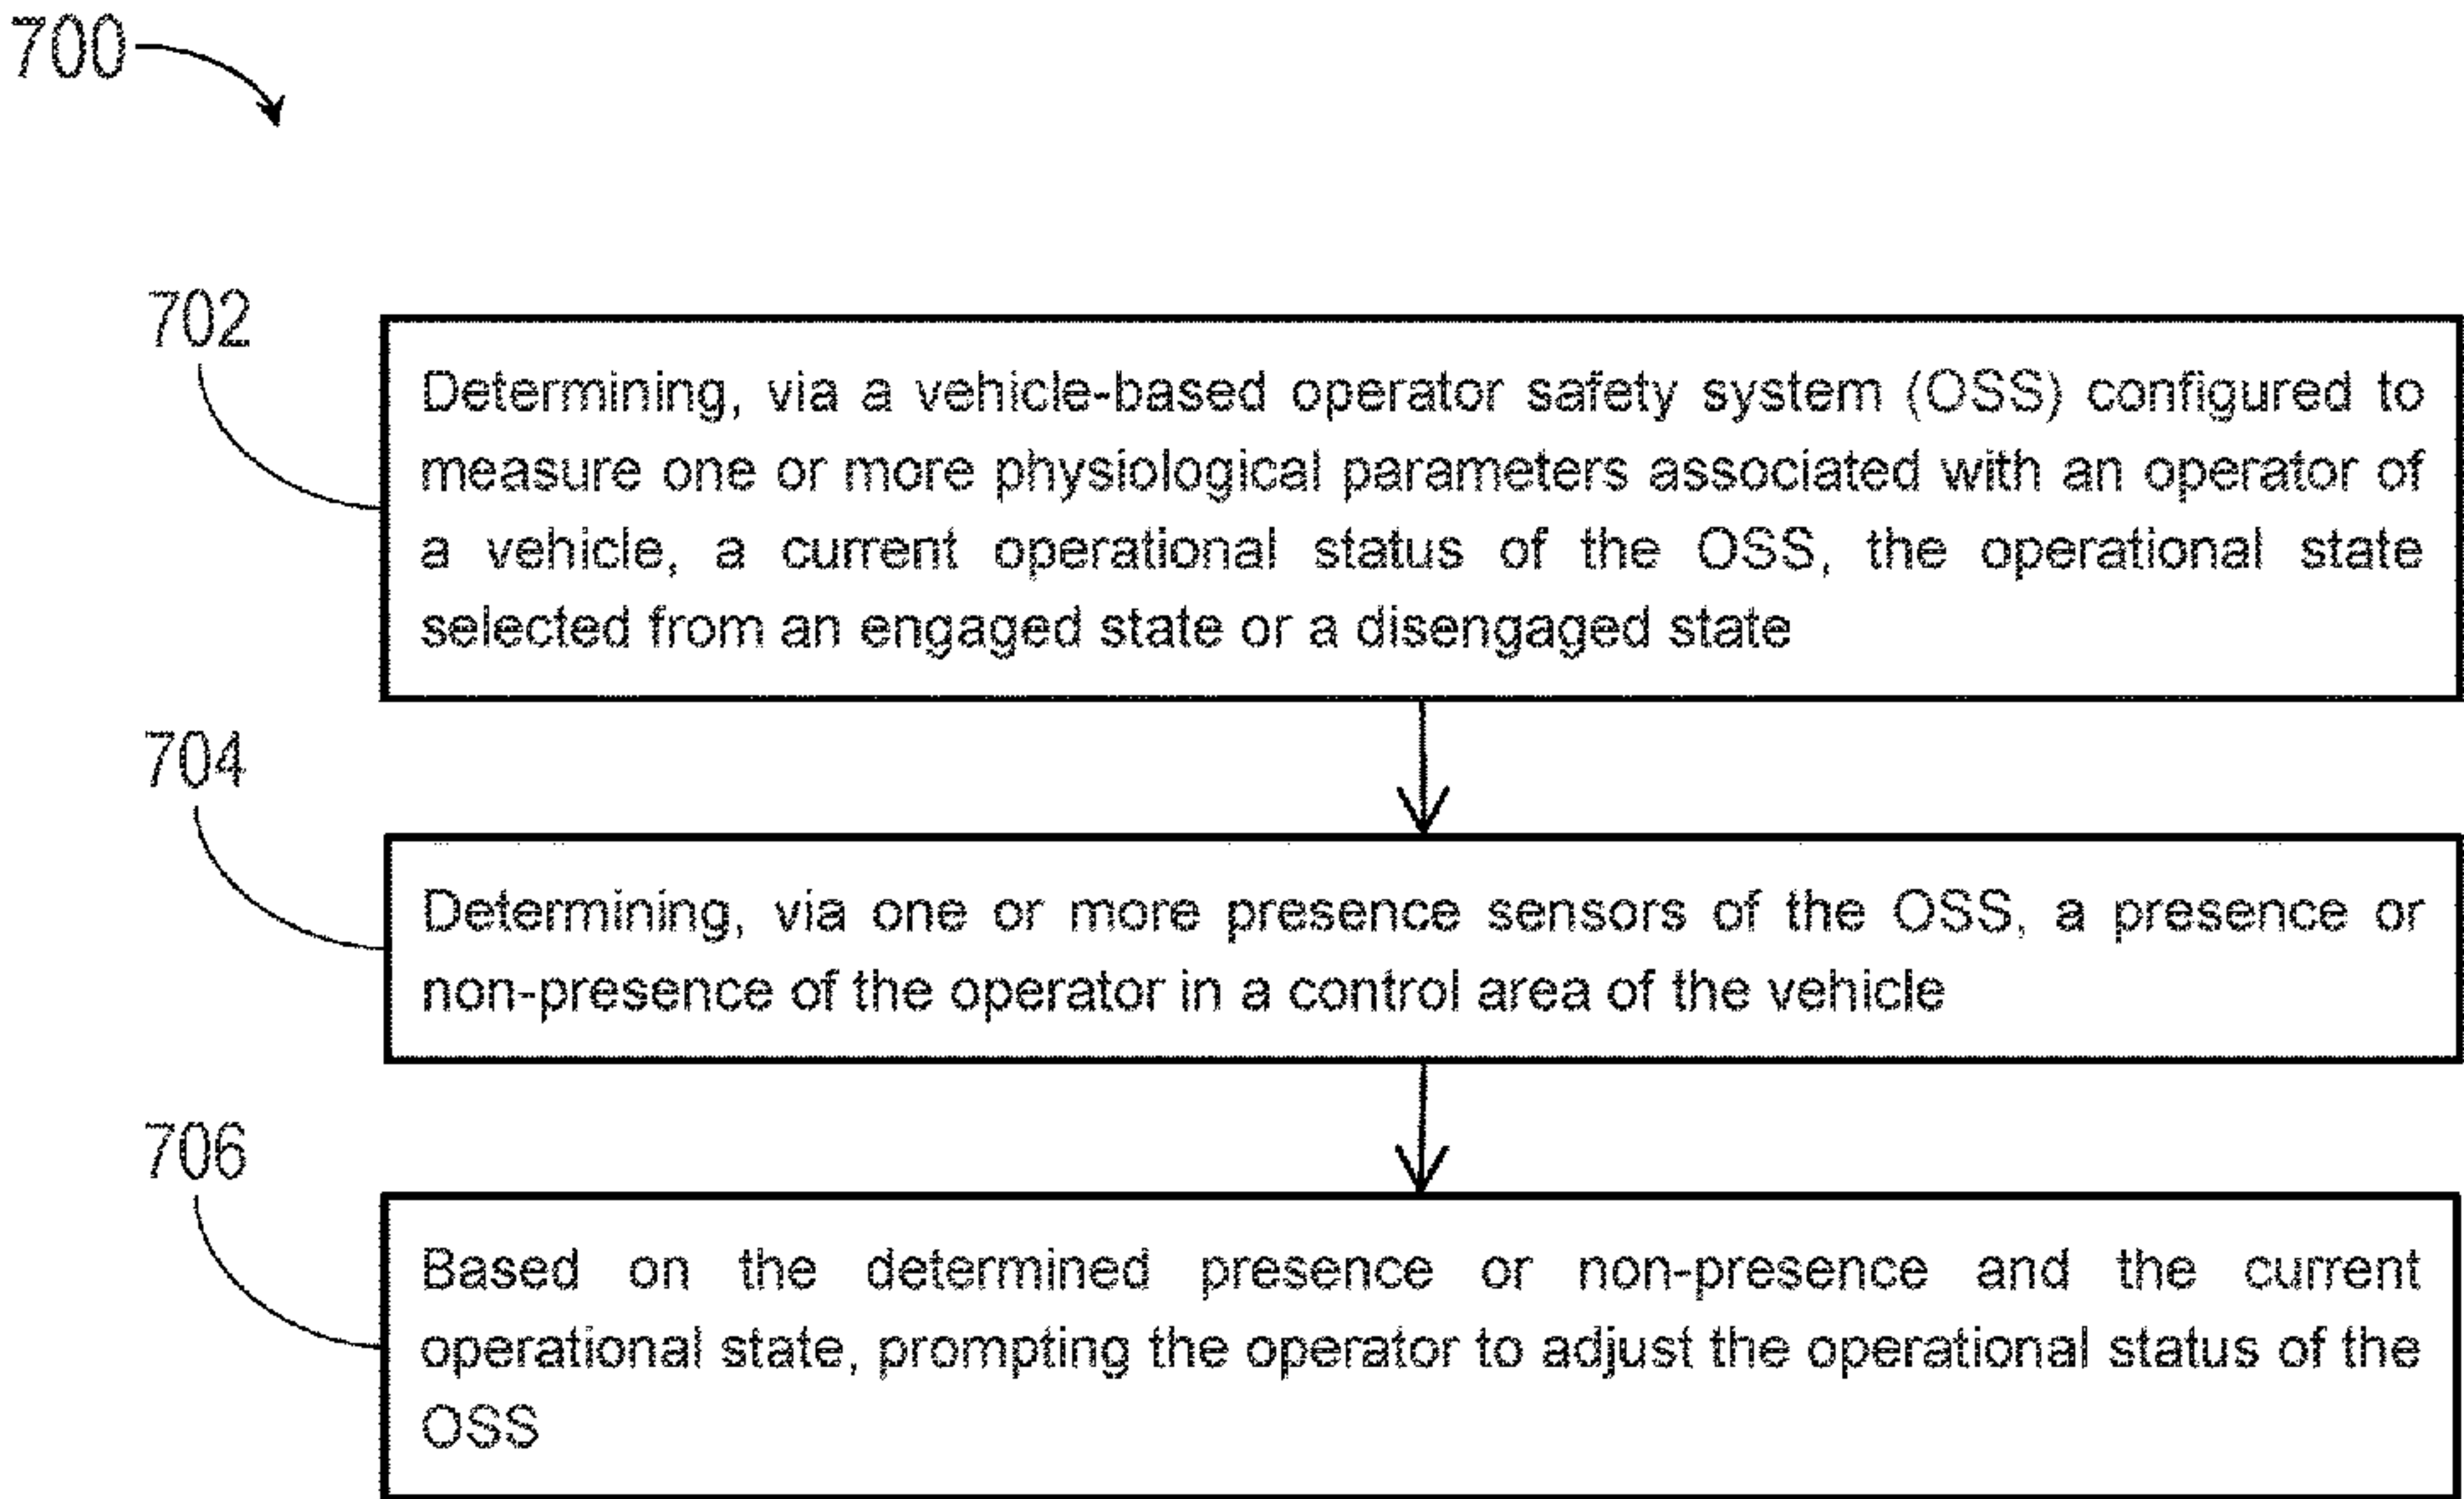 700
702
Determining, via a vehicle-based operator safety system (OSS) configured to
measure one or more physiological parameters associated with an operator of
a vehicle, a current operational status of the OSS, the operational state
selected from an engaged state or a disengaged state
704
Determining, via one or more presence sensors of the OSS, a presence or
non-presence of the operator in a control area of the vehicle
706
Based on the determined presence or non-presence and the current
operational state, prompting the operator to adjust the operational status of the
OSS